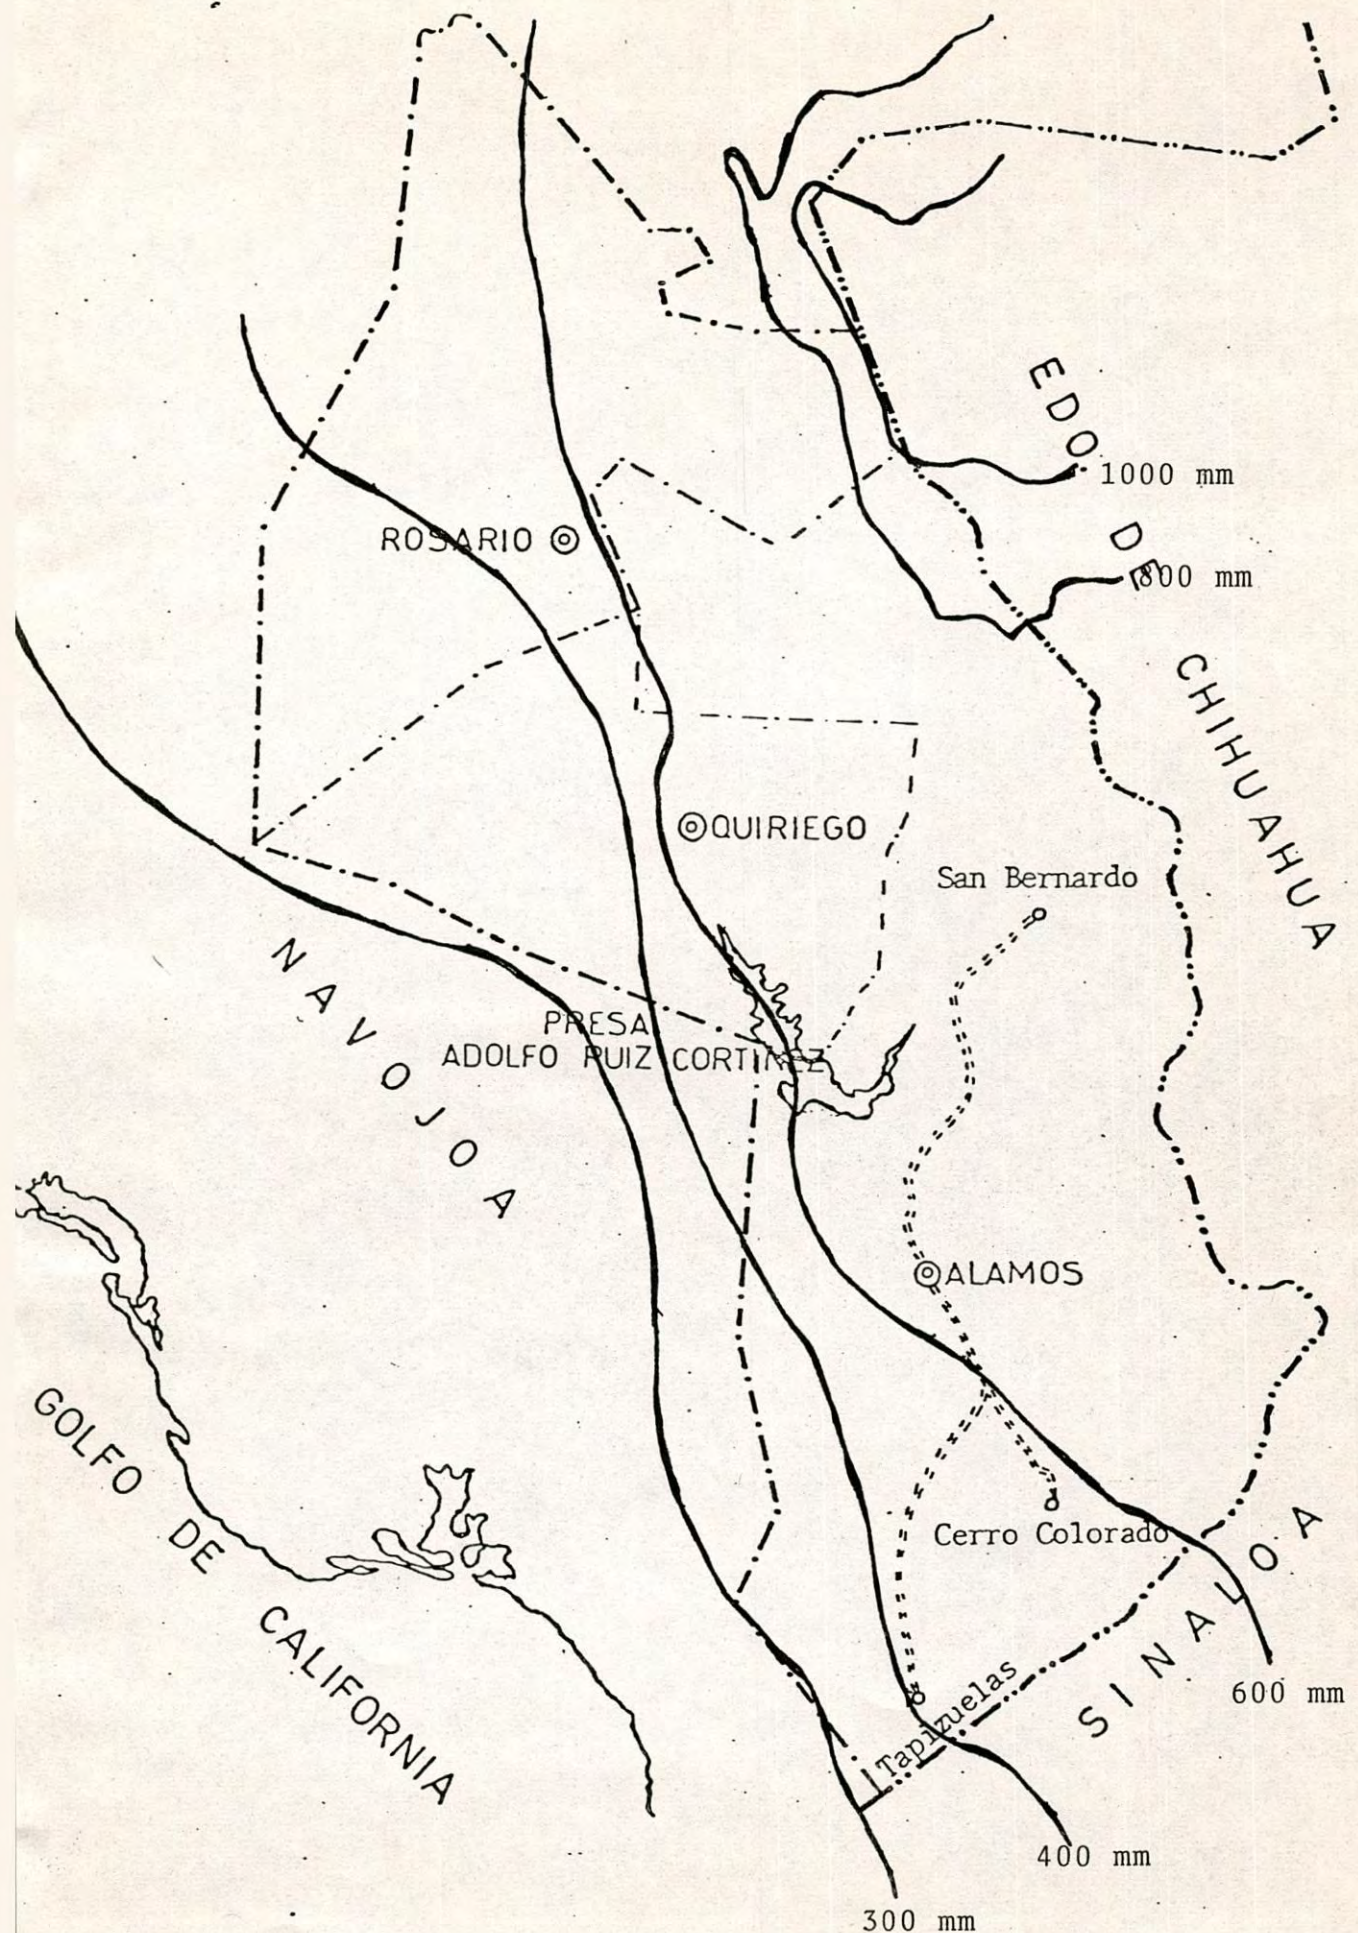 EDO. DE CHIHUAHUA
1000 mm
800 mm
ROSARIO
QUIRIEGO
San Bernardo
NAVOJOA
PRESA
ADOLFO RUIZ CORTINEZ
ALAMOS
GOLFO DE CALIFORNIA
Cerro Colorado
SINALOA
Tapizuelas
600 mm
400 mm
300 mm